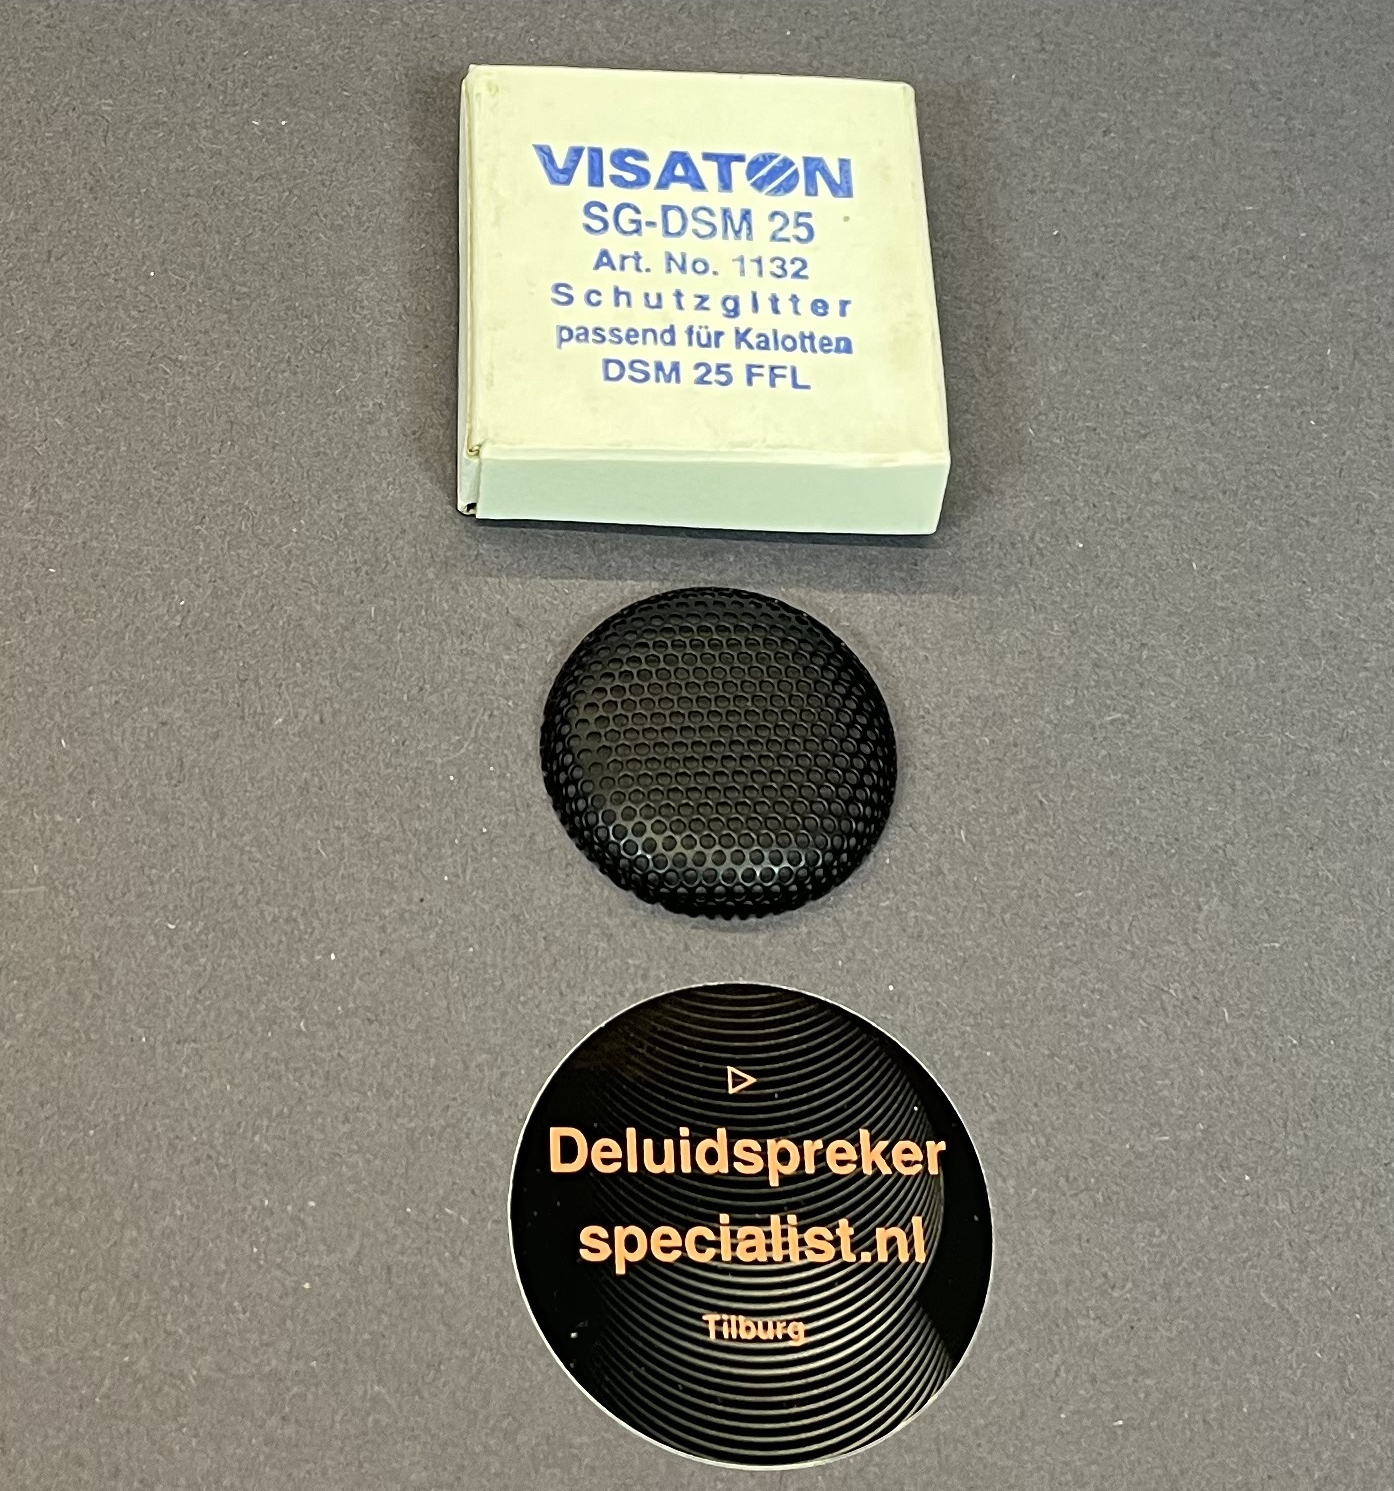 VISATON
SG-DSM 25
Art. No. 1132
Schutzgitter
passend für Kalotten
DSM 25 FFL
Deluidspreker
specialist.nl
Tilburg